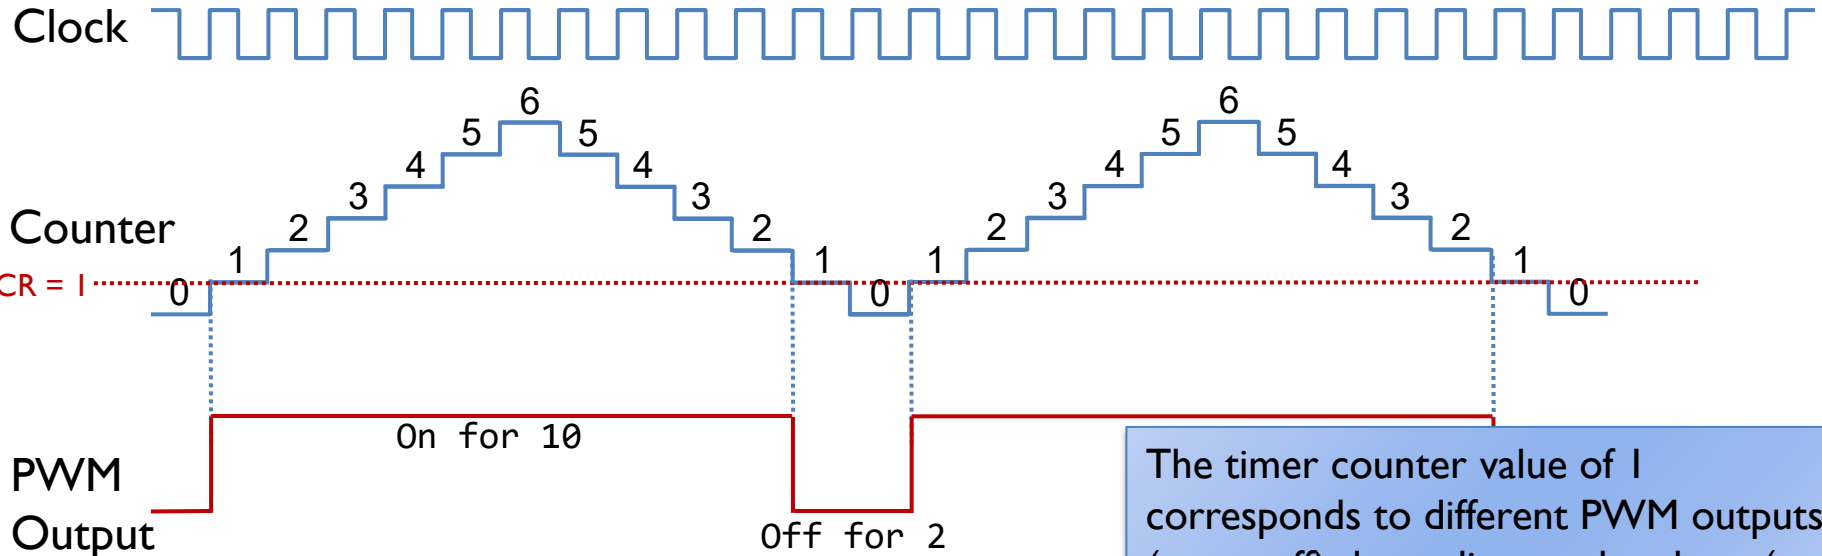 Clock
6
6
5
5
5
5
4
4
4
4
3
3
3
3
Counter
2
2
2
2
1
1
1
1
CR = 1
0
0
0
On for 10
PWM
Output
Off for 2
The timer counter value of 1
corresponds to different PWM outputs